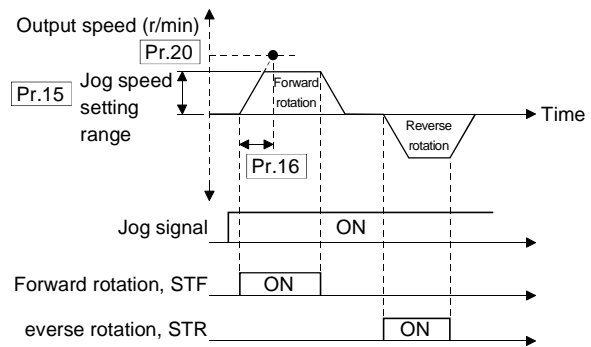 Output speed (r/min)
Pr.20
Pr.15
Jog speed
setting
range
Forward
rotation
Time
Reverse
rotation
Pr.16
Jog signal
ON
Forward rotation, STF
ON
everse rotation, STR
ON